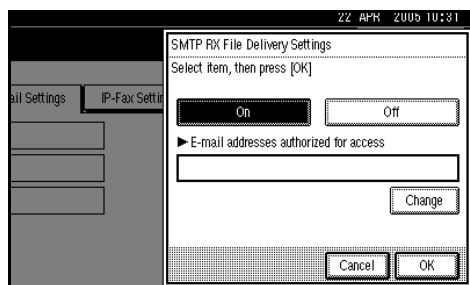 22 APR 2005 10:31
SMTP RX File Delivery Settings
Select item, then press [OK]
ail Settings IP-Fax Settin
On Off
►E-mail addresses authorized for access
Change
Cancel OK